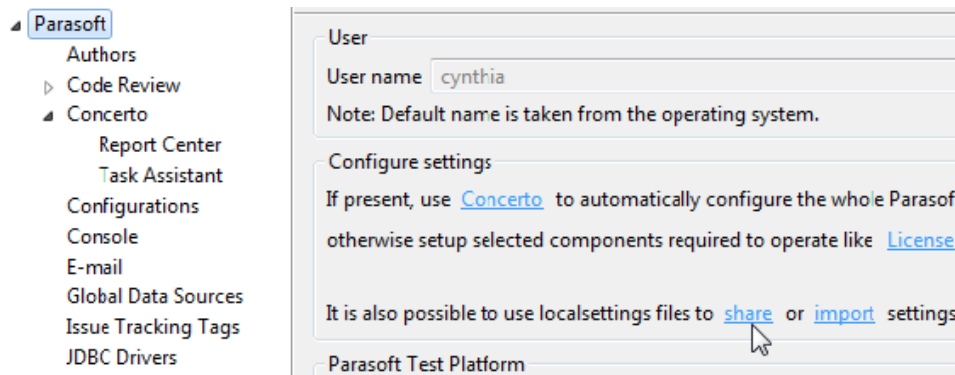 Parasoft
Authors
Code Review
Concerto
Report Center
Task Assistant
Configurations
Console
E-mail
Global Data Sources
Issue Tracking Tags
JDBC Drivers
User
User name cynthia
Note: Default name is taken from the operating system.
Configure settings
If present, use Concerto to automatically configure the whole Parasof
otherwise setup selected components required to operate like License
It is also possible to use localsettings files to share or import settings
Parasoft Test Platform